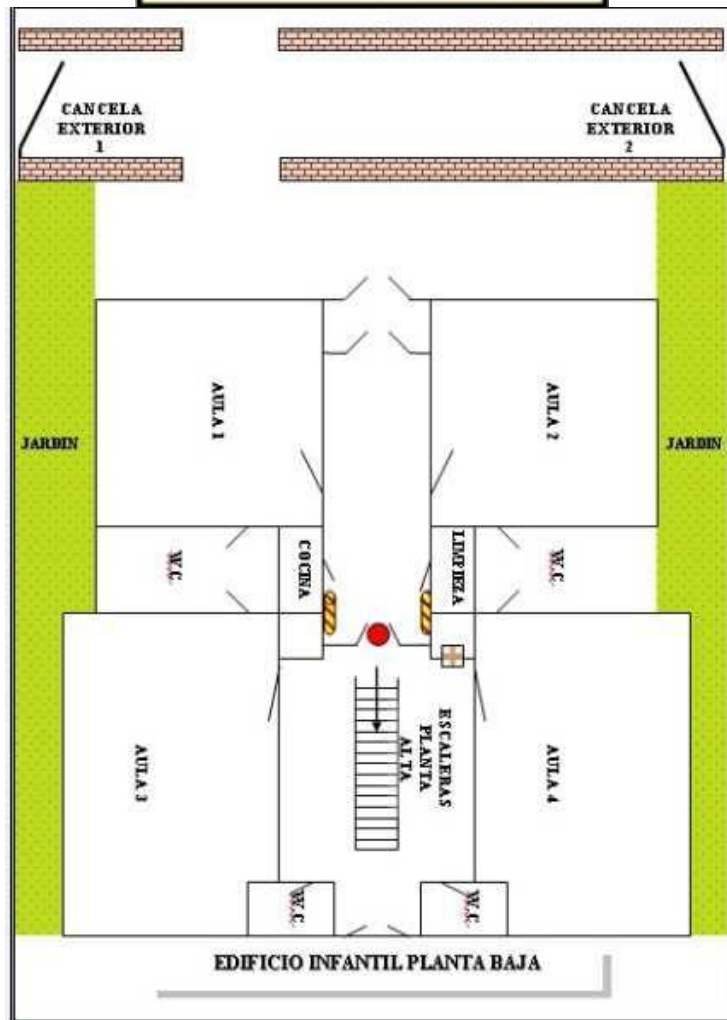 CANCELA
EXTERIOR
1
CANCELA
EXTERIOR
2
AULA 1
AULA 2
JARDIN
JARDIN
W.C
COCINA
LIMPIEZA
W.C
ESCALERAS
PLANTA
ALTA
AULA 3
AULA 4
W.C
W.C
EDIFICIO INFANTIL PLANTA BAJA